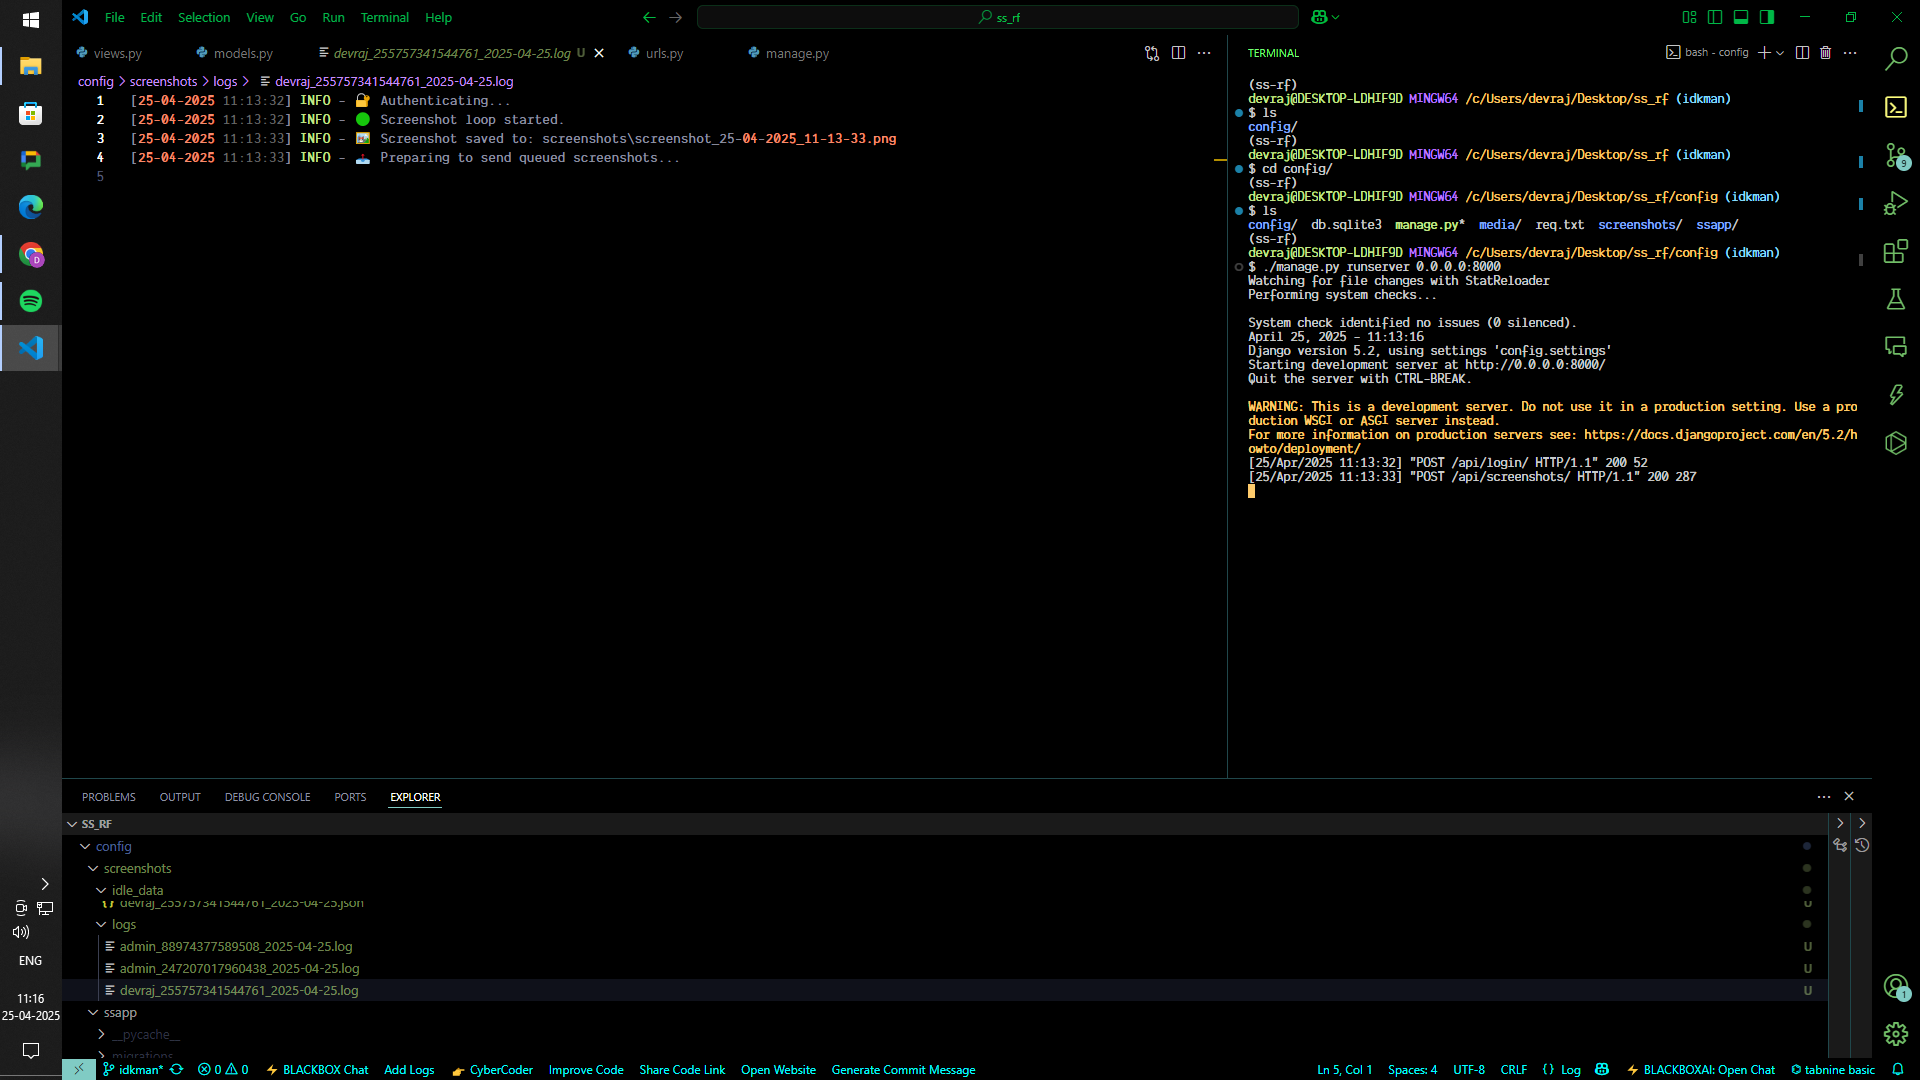 File Edit Selection View Go Run Terminal Help
ss_rf
views.py models.py devraj_255757341544761_2025-04-25.log U urls.py manage.py
config > screenshots > logs > devraj_255757341544761_2025-04-25.log
1 [25-04-2025 11:13:32] INFO - 🔐 Authenticating...
2 [25-04-2025 11:13:32] INFO - 🟢 Screenshot loop started.
3 [25-04-2025 11:13:33] INFO - 🖼️ Screenshot saved to: screenshots\screenshot_25-04-2025_11-13-33.png
4 [25-04-2025 11:13:33] INFO - 📤 Preparing to send queued screenshots...
5
TERMINAL
bash - config
(ss-rf)
devraj@DESKTOP-LDHIF9D MINGW64 /c/Users/devraj/Desktop/ss_rf (idkman)
$ ls
config/
(ss-rf)
devraj@DESKTOP-LDHIF9D MINGW64 /c/Users/devraj/Desktop/ss_rf (idkman)
$ cd config/
(ss-rf)
devraj@DESKTOP-LDHIF9D MINGW64 /c/Users/devraj/Desktop/ss_rf/config (idkman)
$ ls
config/ db.sqlite3 manage.py* media/ req.txt screenshots/ ssapp/
(ss-rf)
devraj@DESKTOP-LDHIF9D MINGW64 /c/Users/devraj/Desktop/ss_rf/config (idkman)
$ ./manage.py runserver 0.0.0.0:8000
Watching for file changes with StatReloader
Performing system checks...
System check identified no issues (0 silenced).
April 25, 2025 - 11:13:16
Django version 5.2, using settings 'config.settings'
Starting development server at http://0.0.0.0:8000/
Quit the server with CTRL-BREAK.
WARNING: This is a development server. Do not use it in a production setting. Use a pro
duction WSGI or ASGI server instead.
For more information on production servers see: https://docs.djangoproject.com/en/5.2/h
owto/deployment/
[25/Apr/2025 11:13:32] "POST /api/login/ HTTP/1.1" 200 52
[25/Apr/2025 11:13:33] "POST /api/screenshots/ HTTP/1.1" 200 287
9
PROBLEMS OUTPUT DEBUG CONSOLE PORTS EXPLORER
SS_RF
config
screenshots
idle_data
devraj_255757341544761_2025-04-25.json U
logs
admin_88974377589508_2025-04-25.log U
admin_247207017960438_2025-04-25.log U
devraj_255757341544761_2025-04-25.log U
ssapp
__pycache__
migrations
1
D
ENG
11:16
25-04-2025
idkman* 0 0 BLACKBOX Chat Add Logs CyberCoder Improve Code Share Code Link Open Website Generate Commit Message
Ln 5, Col 1 Spaces: 4 UTF-8 CRLF {} Log BLACKBOXAI: Open Chat tabnine basic